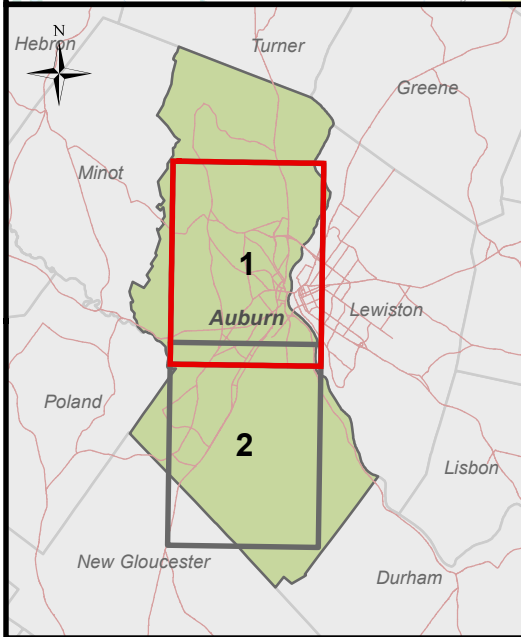 Hebron
N
Turner
Greene
Minot
1
Auburn
Lewiston
Poland
2
Lisbon
New Gloucester
Durham